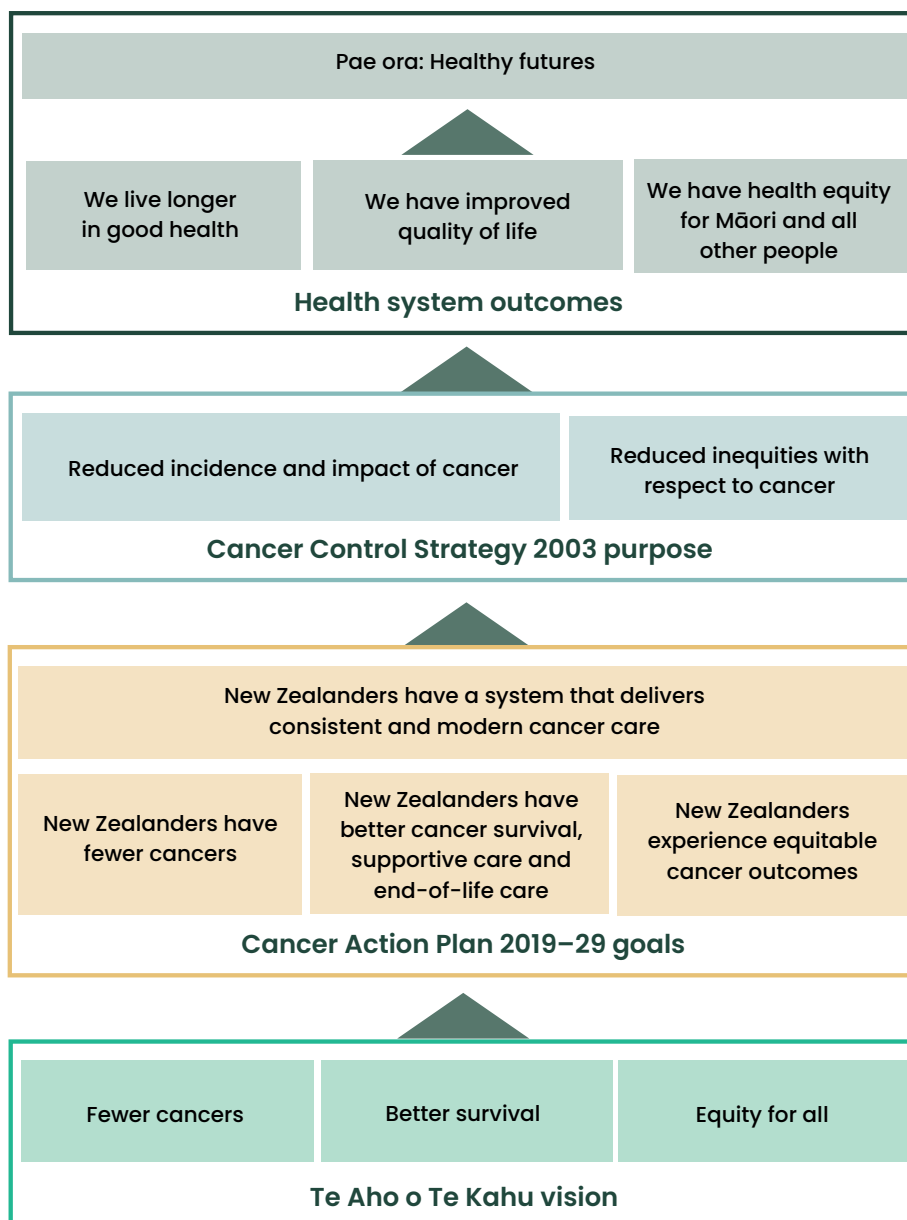 Pae ora: Healthy futures
We live longer
in good health
We have improved
quality of life
We have health equity
for Māori and all
other people
Health system outcomes
Reduced incidence and impact of cancer
Reduced inequities with
respect to cancer
Cancer Control Strategy 2003 purpose
New Zealanders have a system that delivers
consistent and modern cancer care
New Zealanders have
fewer cancers
New Zealanders have
better cancer survival,
supportive care and
end-of-life care
New Zealanders
experience equitable
cancer outcomes
Cancer Action Plan 2019–29 goals
Fewer cancers
Better survival
Equity for all
Te Aho o Te Kahu vision